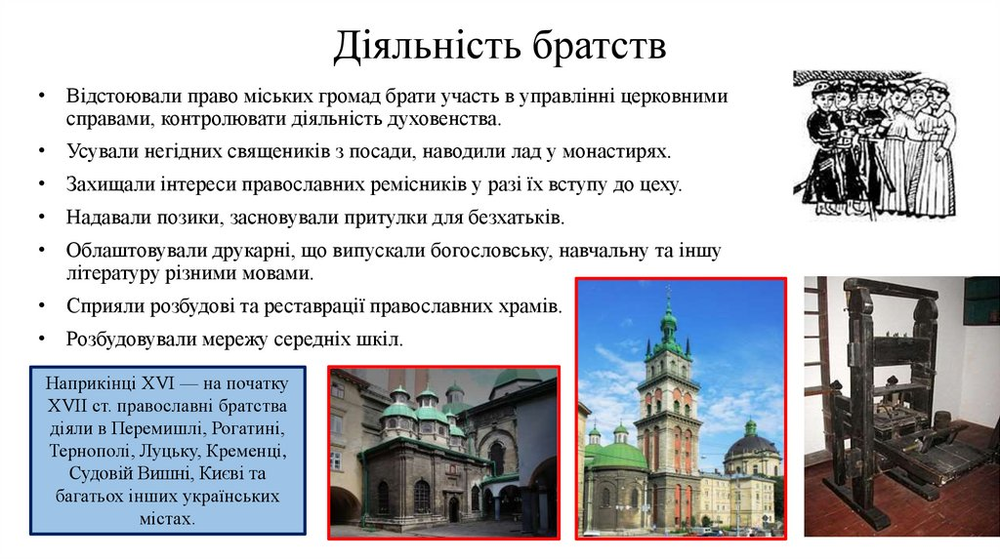 Діяльність братств
• Відстоювали право міських громад брати участь в управлінні церковними
справами, контролювати діяльність духовенства.
• Усували негідних священиків з посади, наводили лад у монастирях.
• Захищали інтереси православних ремісників у разі їх вступу до цеху.
• Надавали позики, засновували притулки для безхатьків.
• Облаштовували друкарні, що випускали богословську, навчальну та іншу
літературу різними мовами.
• Сприяли розбудові та реставрації православних храмів.
• Розбудовували мережу середніх шкіл.
Наприкінці XVI — на початку
XVII ст. православні братства
діяли в Перемишлі, Рогатині,
Тернополі, Луцьку, Кременці,
Судовій Вишні, Києві та
багатьох інших українських
містах.